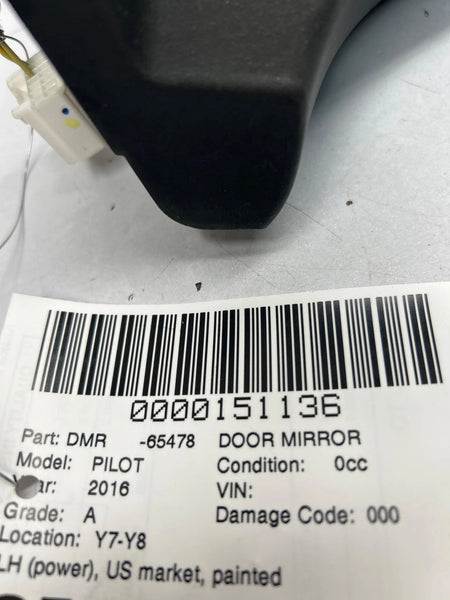 0000151136
Part: DMR -65478 DOOR MIRROR
Model: PILOT Condition: 0cc
Year: 2016 VIN:
Grade: A Damage Code: 000
Location: Y7-Y8
LH (power), US market, painted